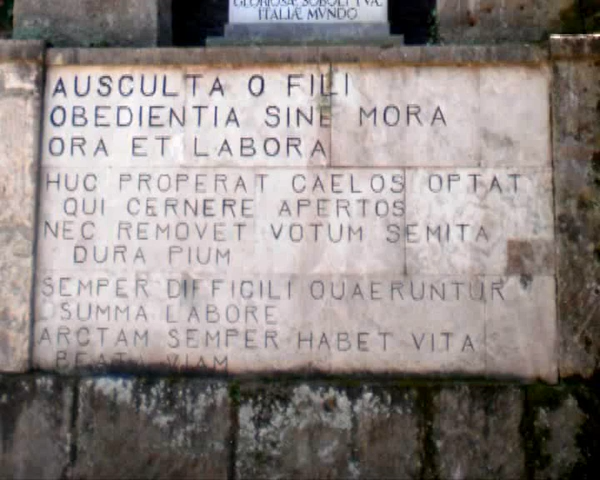 GLORIOSÆ SOBOLI TVÆ
ITALIÆ MVNDO
AUSCULTA O FILI
OBEDIENTIA SINE MORA
ORA ET LABORA
HUC PROPERAT CAELOS OPTAT
QUI CERNERE APERTOS
NEC REMOVET VOTUM SEMITA
DURA PIUM
SEMPER DIFFICILI QUAERUNTUR
SUMMA LABORE
ARCTAM SEMPER HABET VITA
BEATA VIAM